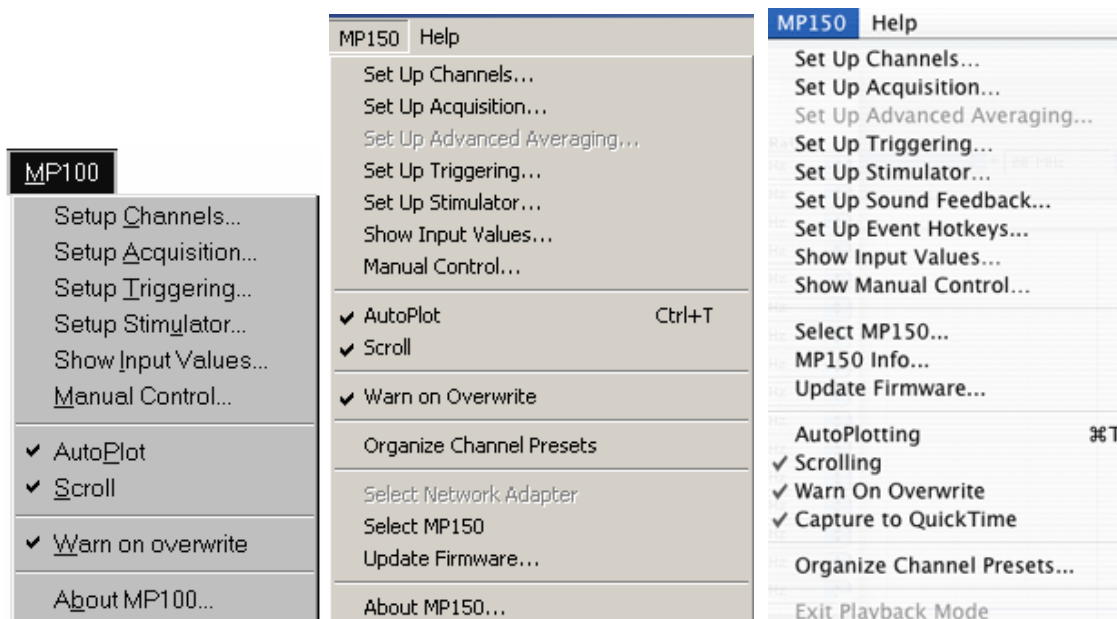 MP100
Setup Channels...
Setup Acquisition...
Setup Triggering...
Setup Stimulator...
Show Input Values...
Manual Control...
AutoPlot
Scroll
Warn on overwrite
About MP100...
MP150 Help
Set Up Channels...
Set Up Acquisition...
Set Up Advanced Averaging...
Set Up Triggering...
Set Up Stimulator...
Show Input Values...
Manual Control...
AutoPlot Ctrl+T
Scroll
Warn on Overwrite
Organize Channel Presets
Select Network Adapter
Select MP150
Update Firmware...
About MP150...
MP150 Help
Set Up Channels...
Set Up Acquisition...
Set Up Advanced Averaging...
Set Up Triggering...
Set Up Stimulator...
Set Up Sound Feedback...
Set Up Event Hotkeys...
Show Input Values...
Show Manual Control...
Select MP150...
MP150 Info...
Update Firmware...
AutoPlotting ⌘T
Scrolling
Warn On Overwrite
Capture to QuickTime
Organize Channel Presets...
Exit Playback Mode